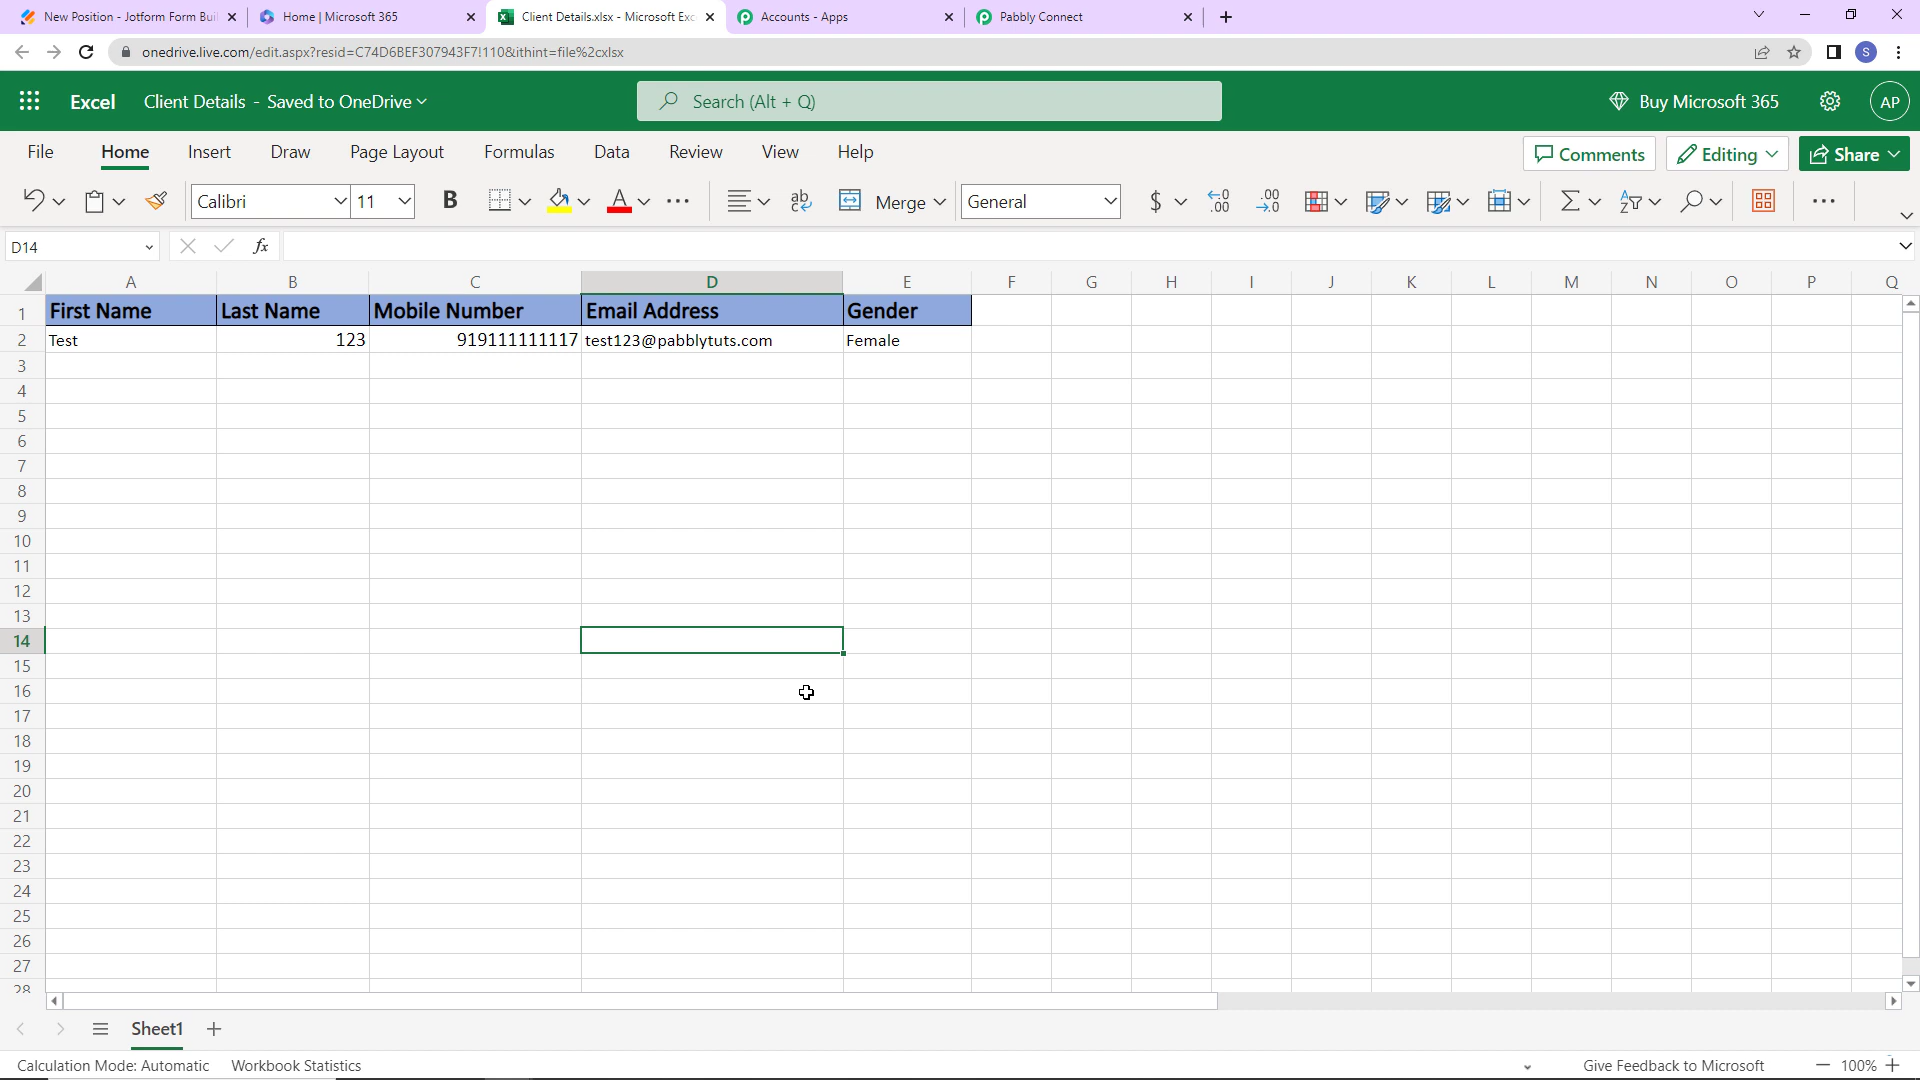 New Position - Jotform Form Bui Home | Microsoft 365 Client Details.xlsx - Microsoft Exc Accounts - Apps Pabbly Connect
onedrive.live.com/edit.aspx?resid=C74D6BEF307943F7!110&ithint=file%2cxlsx S
Excel Client Details - Saved to OneDrive Search (Alt + Q) Buy Microsoft 365 AP
File Home Insert Draw Page Layout Formulas Data Review View Help Comments Editing Share
Calibri 11 B A ab Merge General $ .00 .00
D14 fx
A B C D E F G H I J K L M N O P Q
1 First Name Last Name Mobile Number Email Address Gender
2 Test 123 919111111117 test123@pabblytuts.com Female
3
4
5
6
7
8
9
10
11
12
13
14
15
16
17
18
19
20
21
22
23
24
25
26
27
28
Sheet1
Calculation Mode: Automatic Workbook Statistics Give Feedback to Microsoft 100%